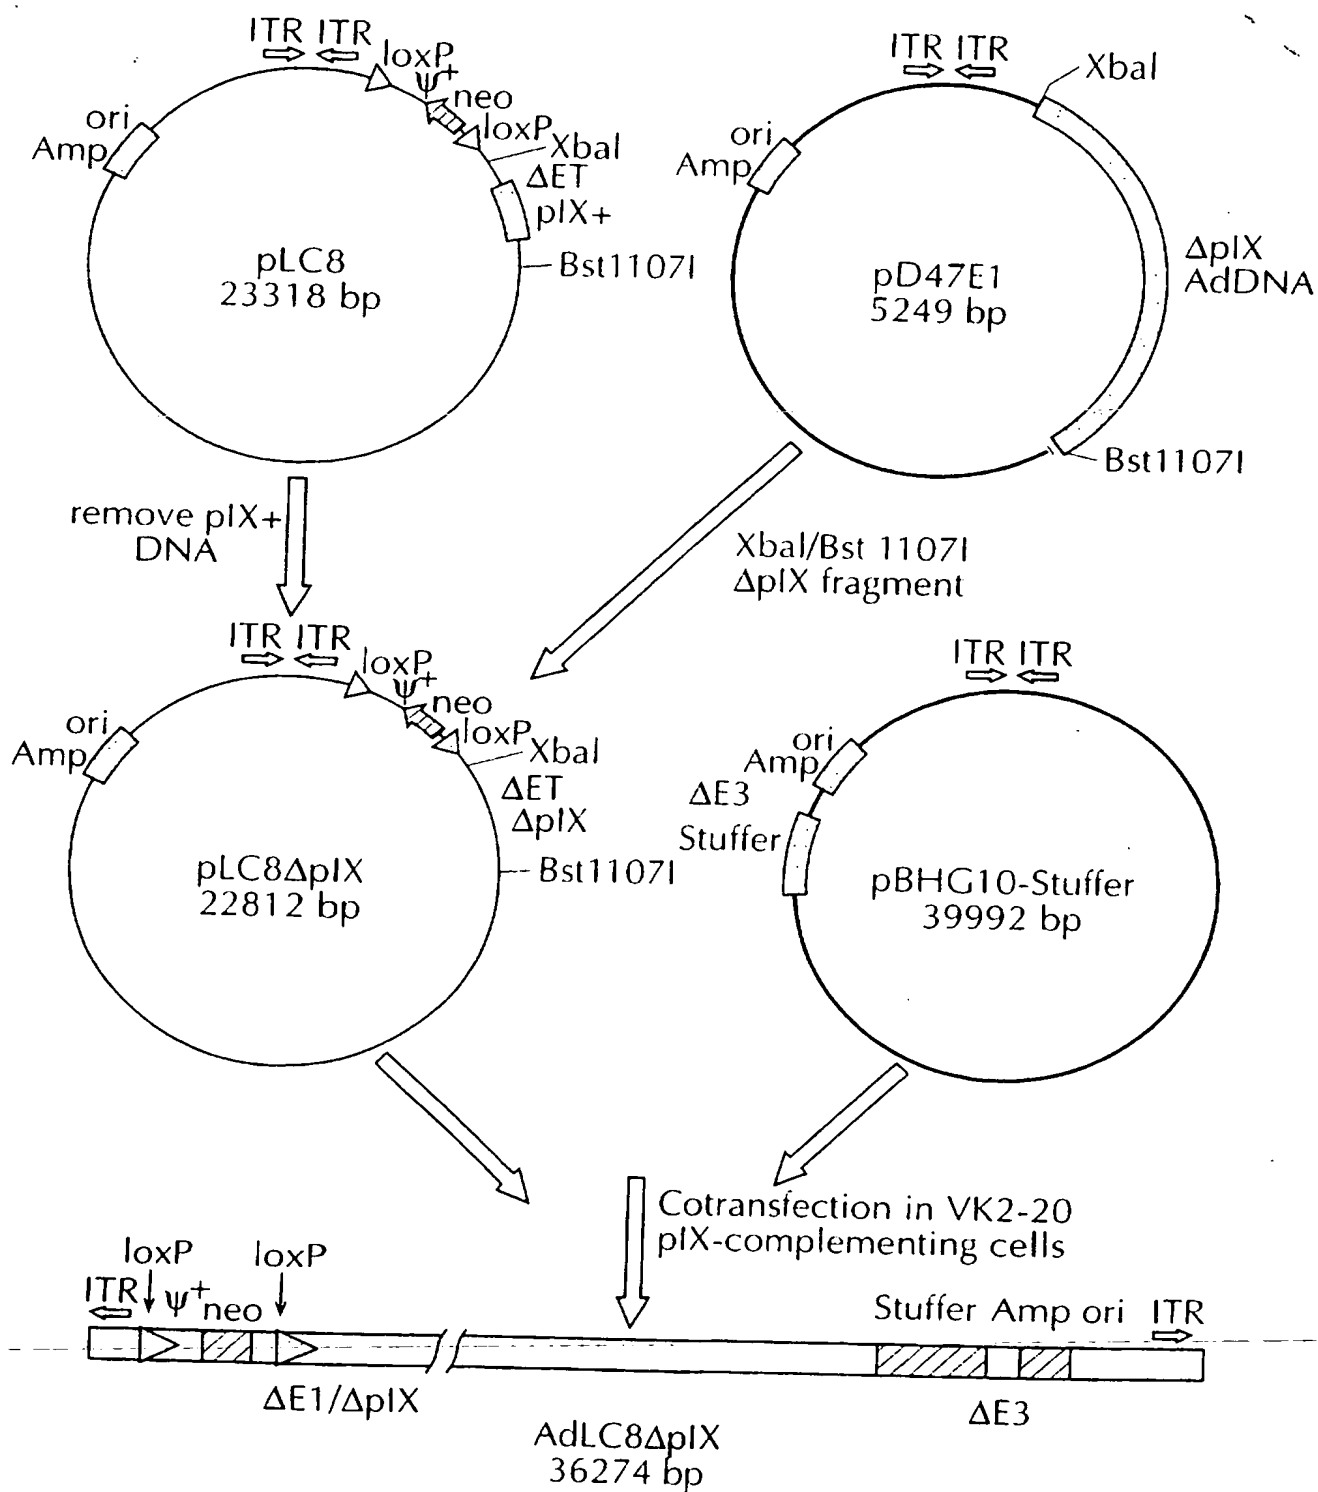 ITR ITR
loxP
ψ+
neo
loxP
XbaI
ΔET
pIX+
Bst1107I
ori
Amp
pLC8
23318 bp
ITR ITR
XbaI
ori
Amp
ΔpIX
AdDNA
pD47E1
5249 bp
Bst1107I
remove pIX+
DNA
XbaI/Bst 1107I
ΔpIX fragment
ITR ITR
loxP
ψ+
neo
loxP
XbaI
ΔET
ΔpIX
Bst1107I
ori
Amp
pLC8ΔpIX
22812 bp
ITR ITR
ori
Amp
ΔE3
Stuffer
pBHG10-Stuffer
39992 bp
Cotransfection in VK2-20
pIX-complementing cells
loxP loxP
ITR ψ+ neo
Stuffer Amp ori ITR
ΔE1/ΔpIX
ΔE3
AdLC8ΔpIX
36274 bp